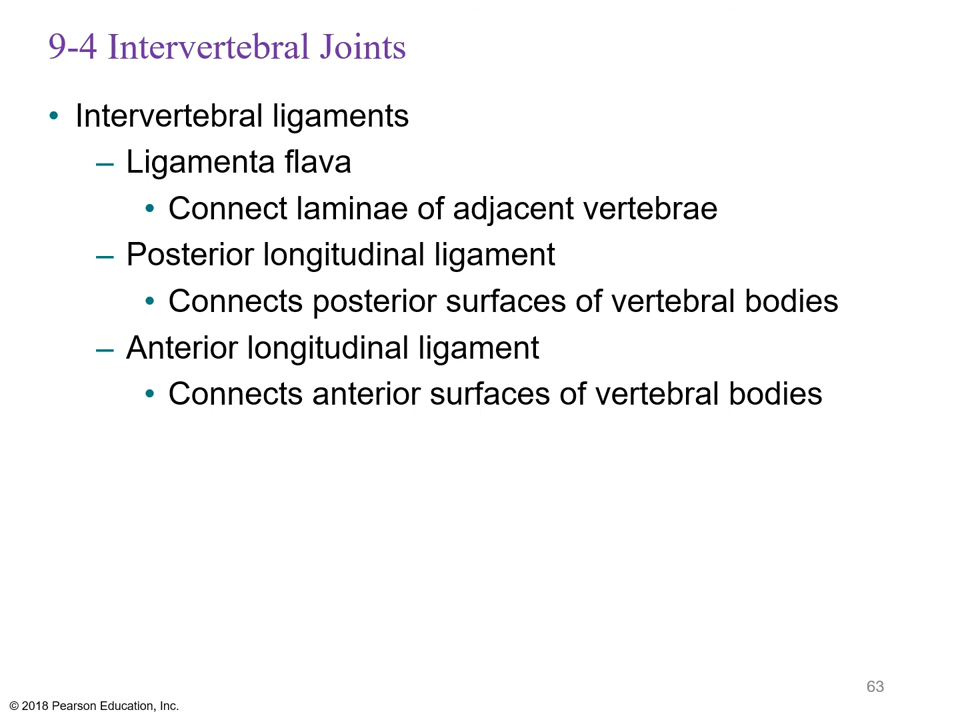 9-4 Intervertebral Joints
• Intervertebral ligaments
– Ligamenta flava
• Connect laminae of adjacent vertebrae
– Posterior longitudinal ligament
• Connects posterior surfaces of vertebral bodies
– Anterior longitudinal ligament
• Connects anterior surfaces of vertebral bodies
63
© 2018 Pearson Education, Inc.